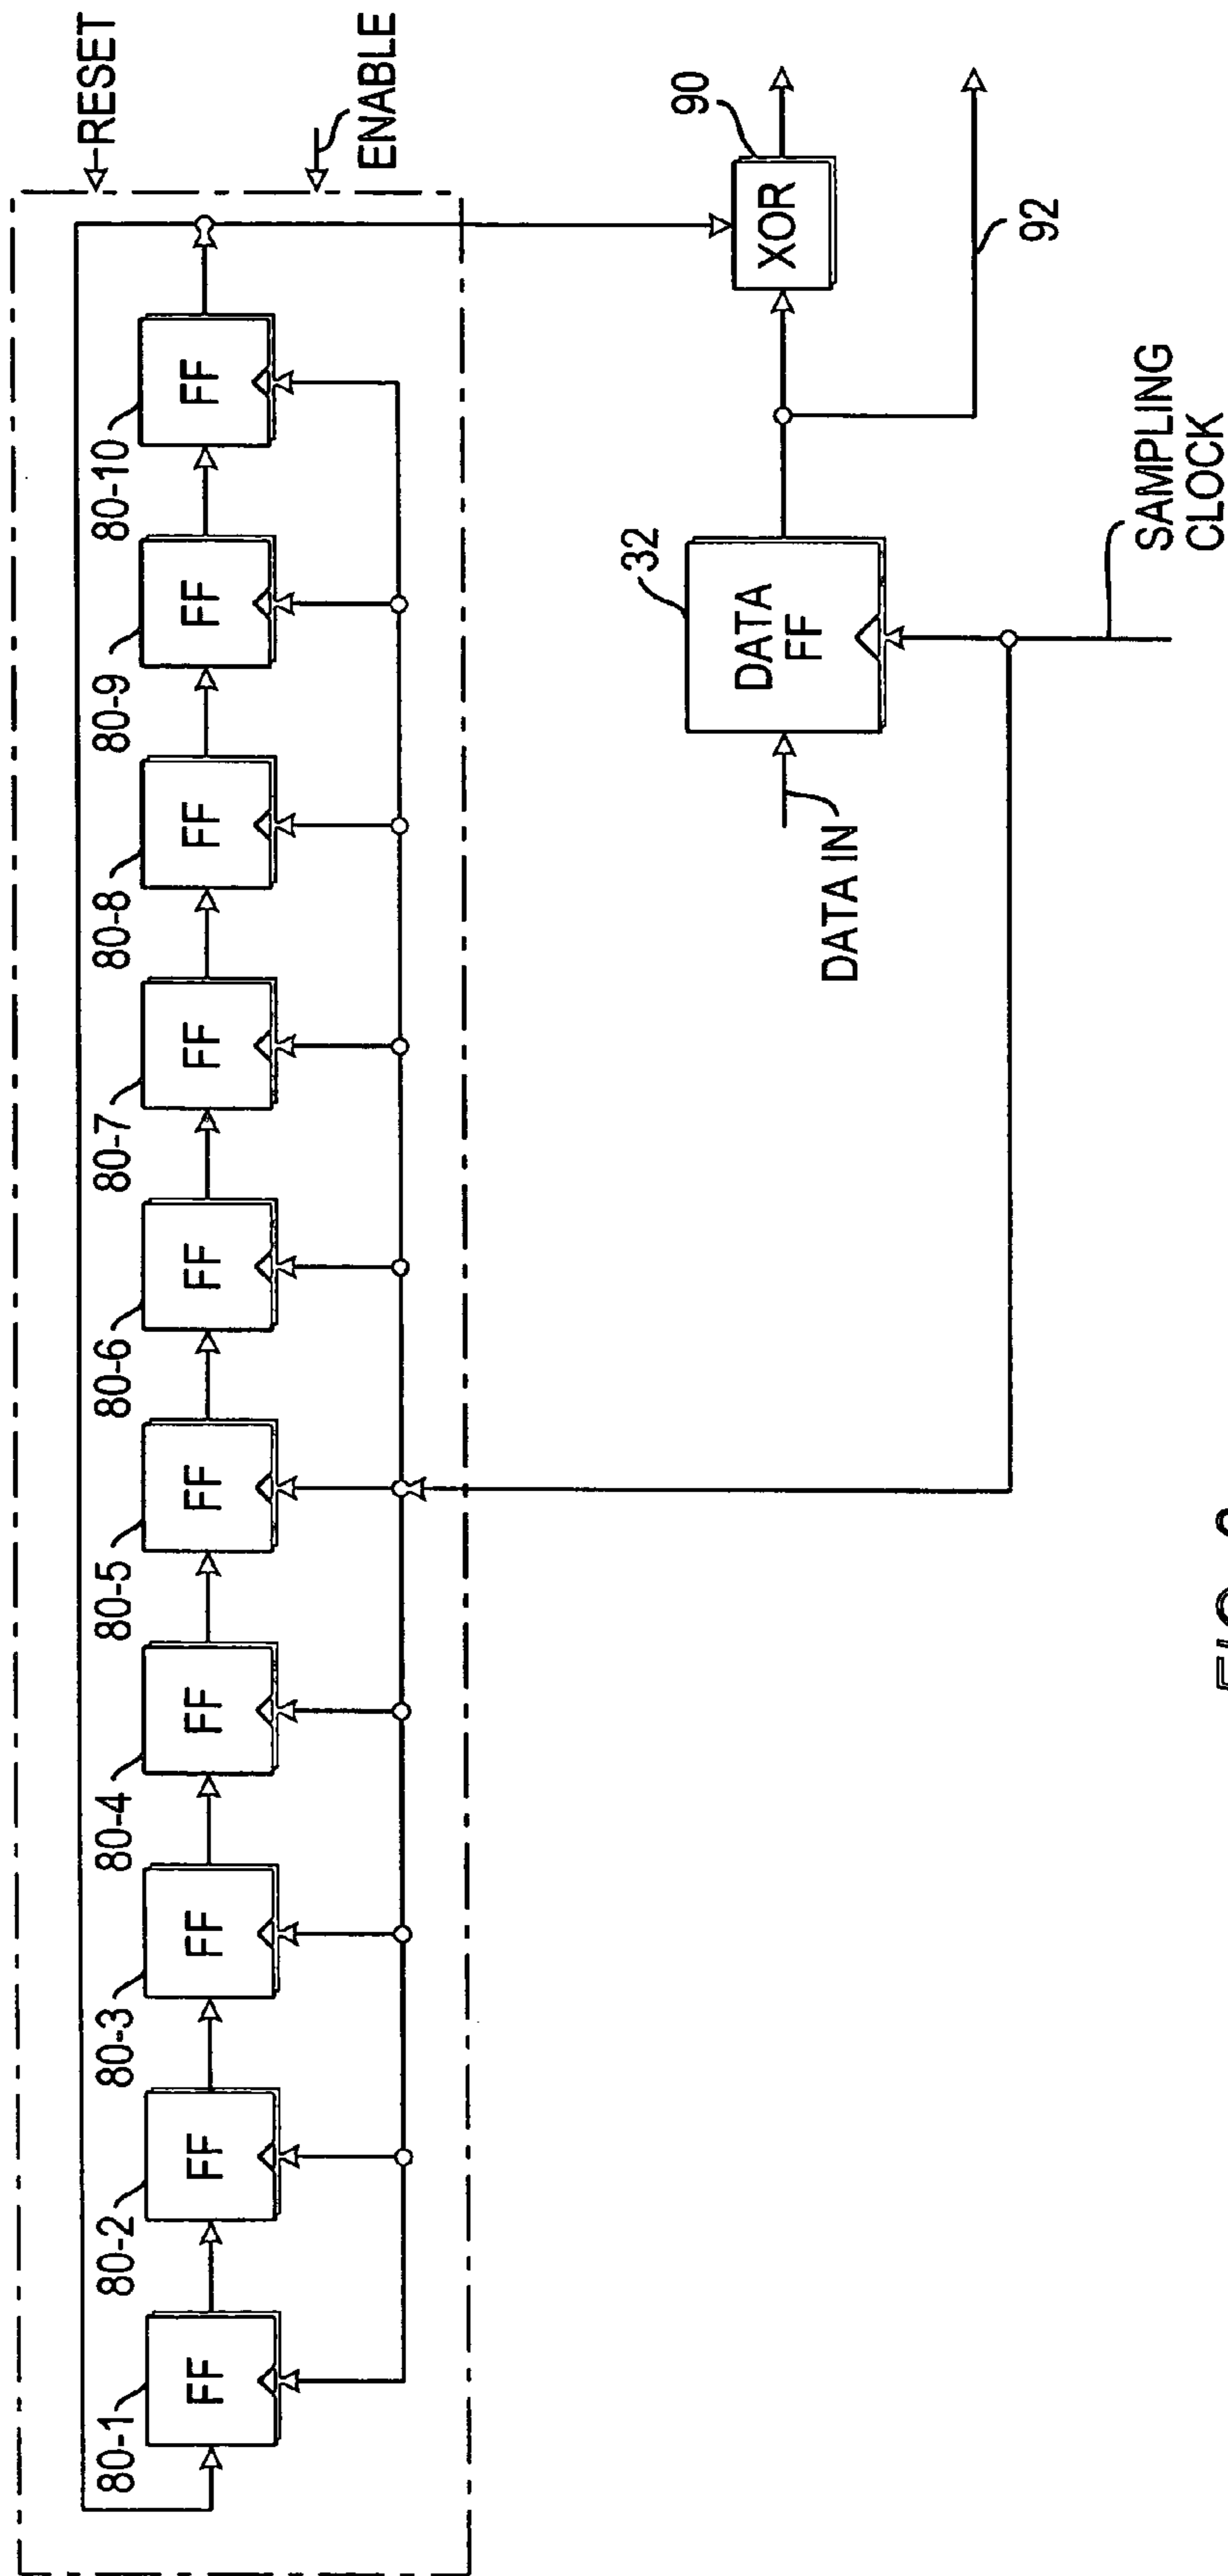 RESET
ENABLE
80-1
80-2
80-3
80-4
80-5
80-6
80-7
80-8
80-9
80-10
FF
FF
FF
FF
FF
FF
FF
FF
FF
FF
90
XOR
92
32
DATA
FF
DATA IN
SAMPLING
CLOCK
FIG.